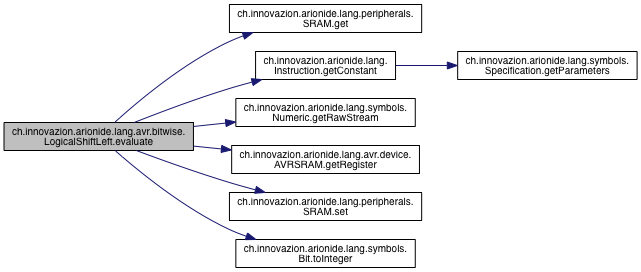 ch.innovazion.arionide.lang.peripherals.
SRAM.get
ch.innovazion.arionide.lang.
Instruction.getConstant
ch.innovazion.arionide.lang.symbols.
Specification.getParameters
ch.innovazion.arionide.lang.symbols.
Numeric.getRawStream
ch.innovazion.arionide.lang.avr.bitwise.
LogicalShiftLeft.evaluate
ch.innovazion.arionide.lang.avr.device.
AVRSRAM.getRegister
ch.innovazion.arionide.lang.peripherals.
SRAM.set
ch.innovazion.arionide.lang.symbols.
Bit.toInteger